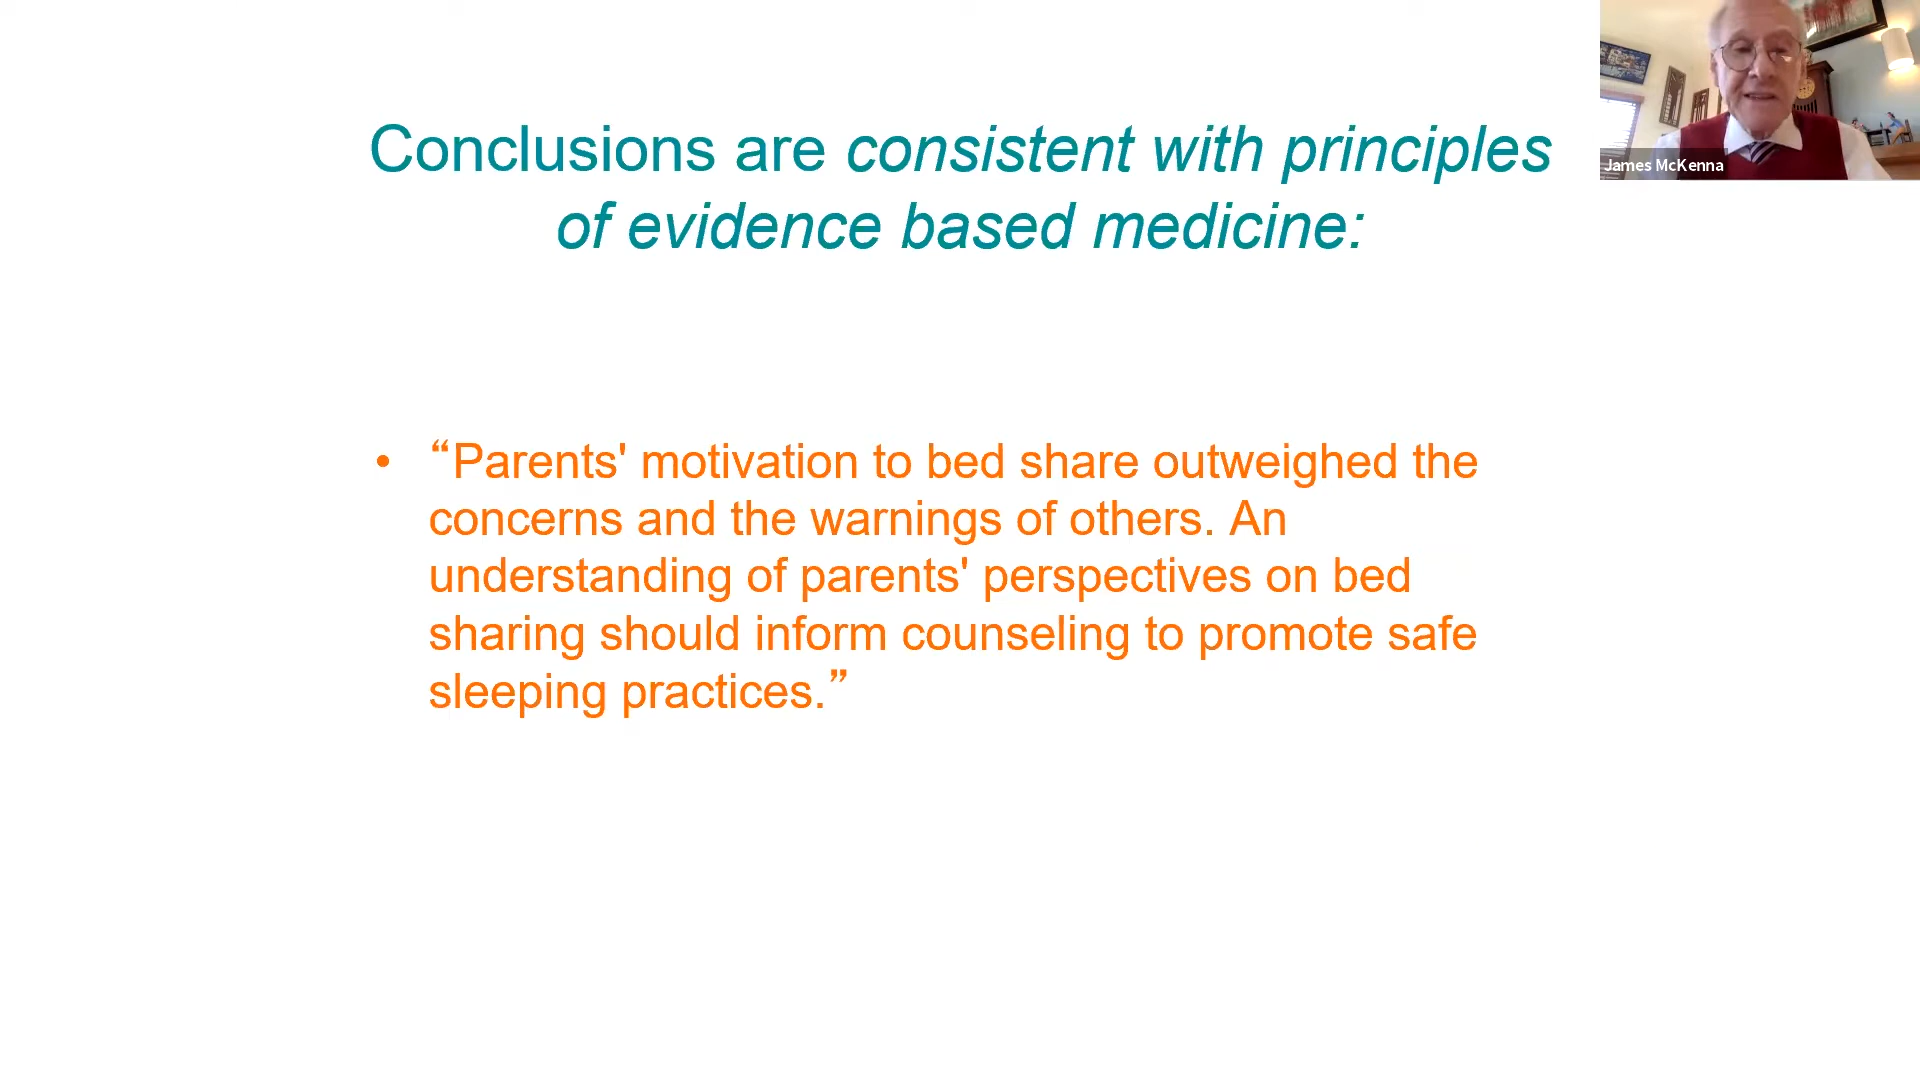 Conclusions are consistent with principles
of evidence based medicine:
James McKenna
• “Parents' motivation to bed share outweighed the
concerns and the warnings of others. An
understanding of parents' perspectives on bed
sharing should inform counseling to promote safe
sleeping practices.”